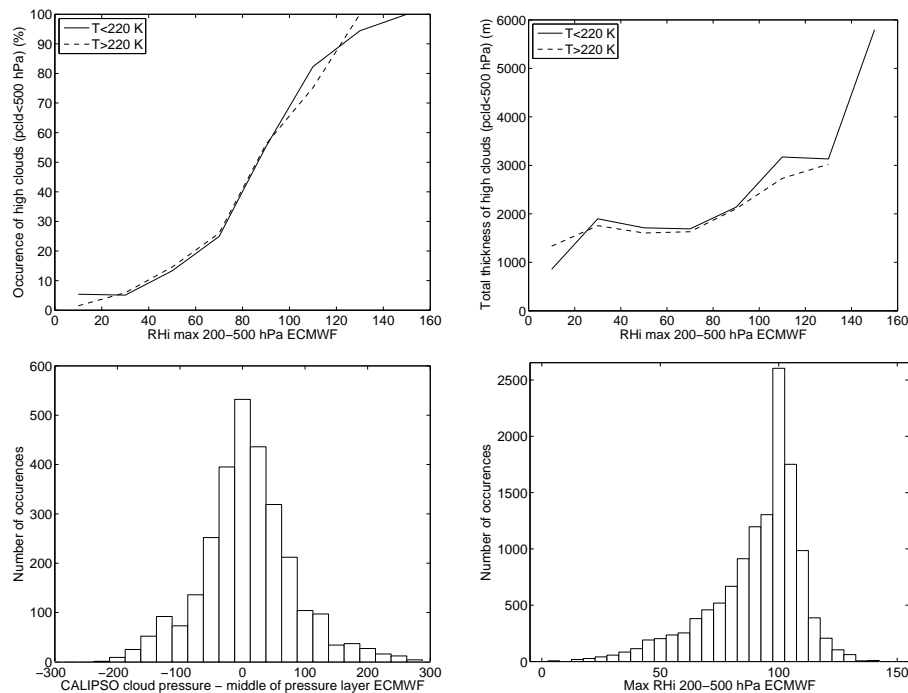 Occurence of high clouds (pcld<500 hPa) (%)
100
90
80
70
60
50
40
30
20
10
0
T<220 K
T>220 K
0 20 40 60 80 100 120 140 160
RHi max 200–500 hPa ECMWF
Total thickness of high clouds (pcld<500 hPa) (m)
6000
5000
4000
3000
2000
1000
0
T<220 K
T>220 K
0 20 40 60 80 100 120 140 160
RHi max 200–500 hPa ECMWF
Number of occurences
600
500
400
300
200
100
0
−300 −200 −100 0 100 200 300
CALIPSO cloud pressure − middle of pressure layer ECMWF
Number of occurences
2500
2000
1500
1000
500
0
0 50 100 150
Max RHi 200−500 hPa ECMWF